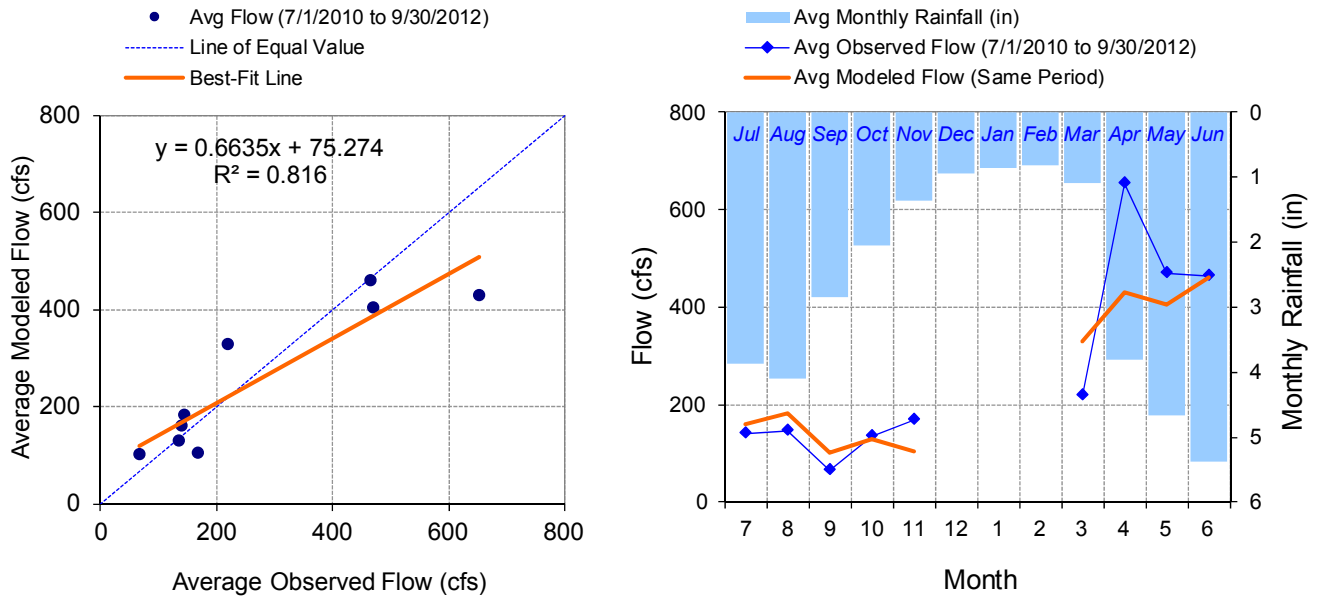 Avg Flow (7/1/2010 to 9/30/2012)
Line of Equal Value
Best-Fit Line
800
600
400
200
0
y = 0.6635x + 75.274
R² = 0.816
0 200 400 600 800
Average Modeled Flow (cfs)
Average Observed Flow (cfs)
Avg Monthly Rainfall (in)
Avg Observed Flow (7/1/2010 to 9/30/2012)
Avg Modeled Flow (Same Period)
800
600
400
200
0
Flow (cfs)
Jul Aug Sep Oct Nov Dec Jan Feb Mar Apr May Jun
0
1
2
3
4
5
6
Monthly Rainfall (in)
7 8 9 10 11 12 1 2 3 4 5 6
Month